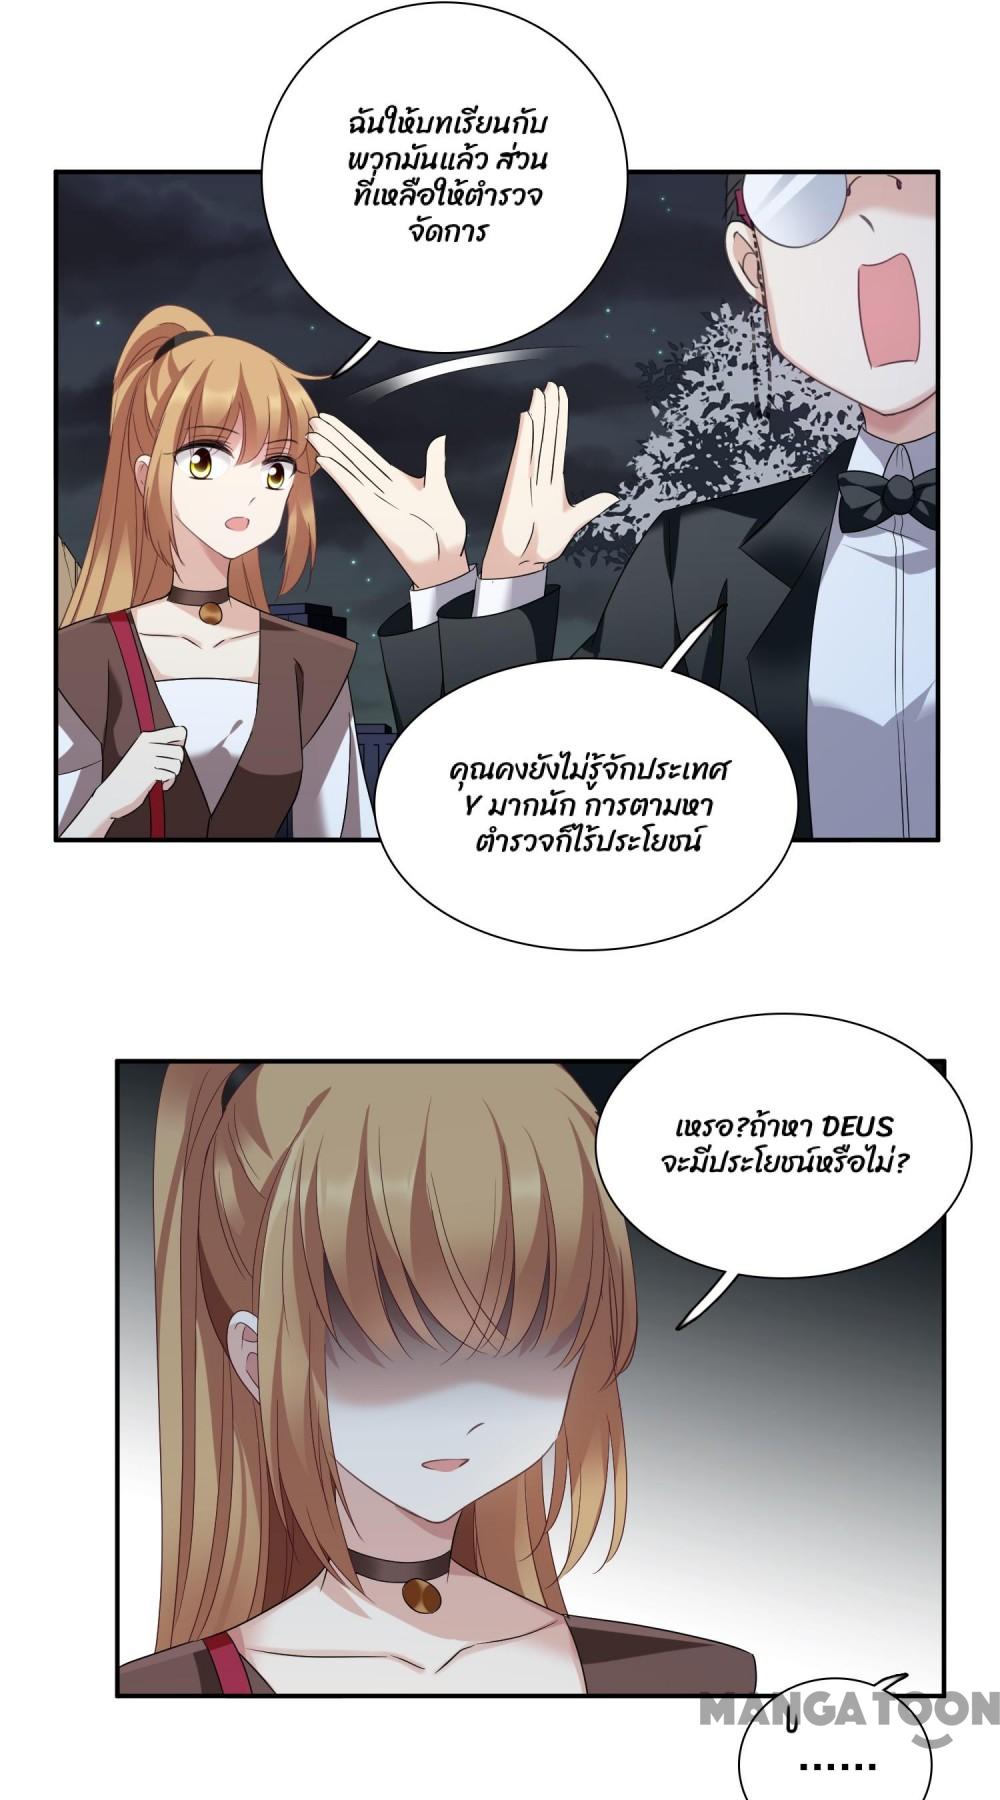 ฉันให้บทเรียนกับ
พวกมันแล้ว ส่วน
ที่เหลือให้ตำรวจ
จัดการ
คุณคงยังไม่รู้จักประเทศ
Y มากนัก การตามหา
ตำรวจก็ไร้ประโยชน์
เหรอ?ถ้าหา DEUS
จะมีประโยชน์หรือไม่?
MANGATOON
......